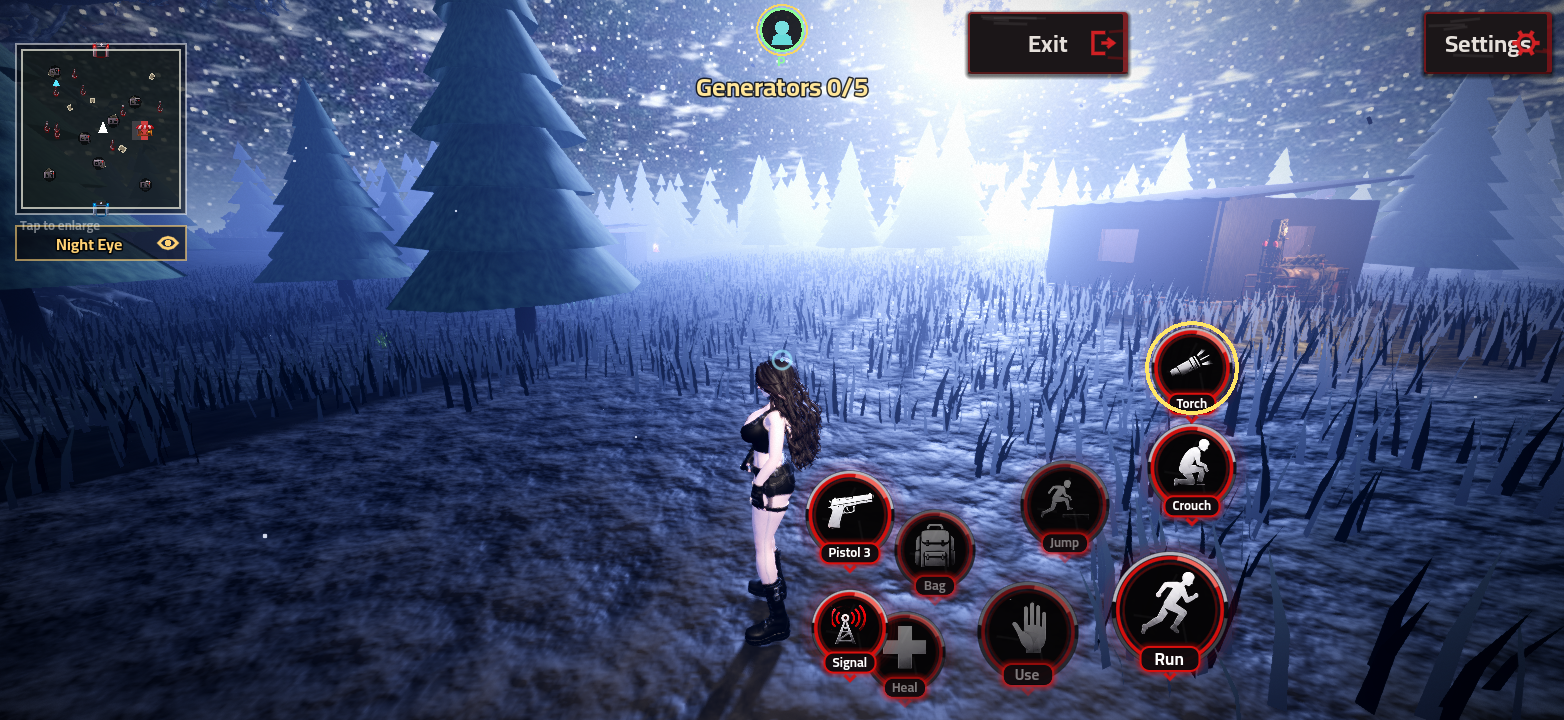 Exit
Settings
Generators 0/5
Tap to enlarge
Night Eye
Torch
Crouch
Pistol 3
Jump
Bag
Signal
Heal
Use
Run